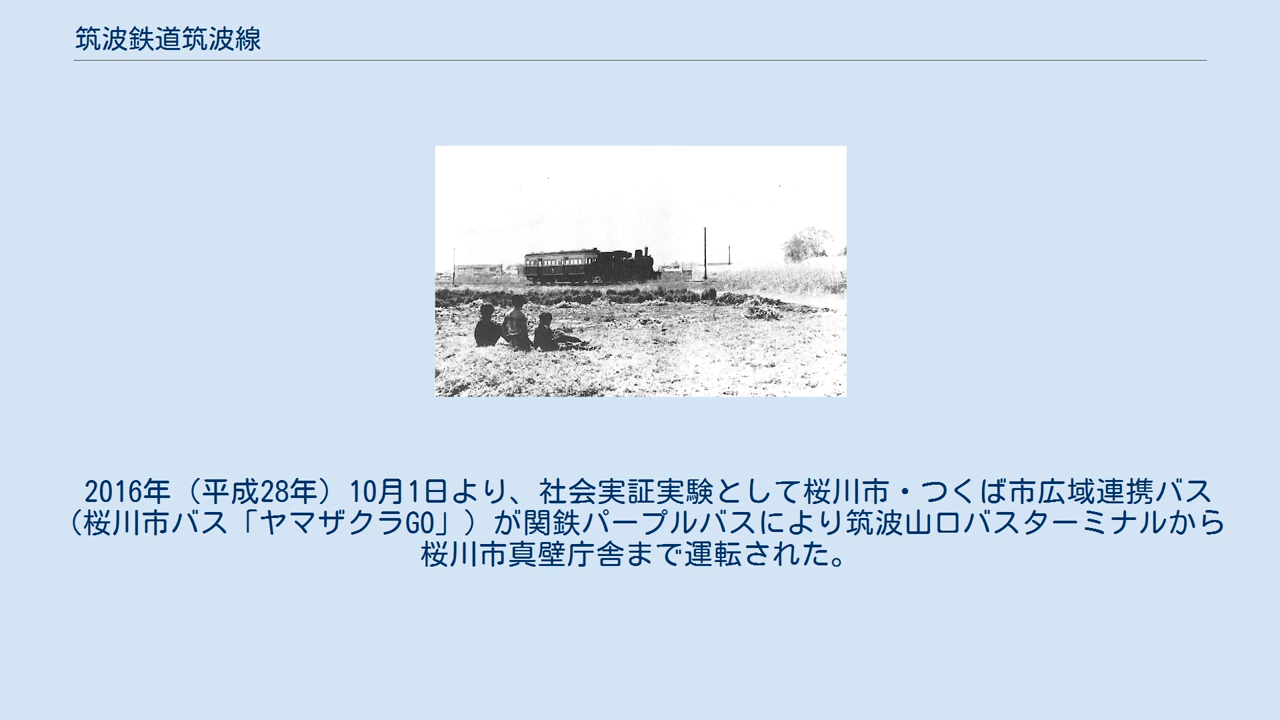 筑波鉄道筑波線
2016年（平成28年）10月1日より、社会実証実験として桜川市・つくば市広域連携バス
（桜川市バス「ヤマザクラGO」）が関鉄パープルバスにより筑波山口バスターミナルから
桜川市真壁庁舎まで運転された。